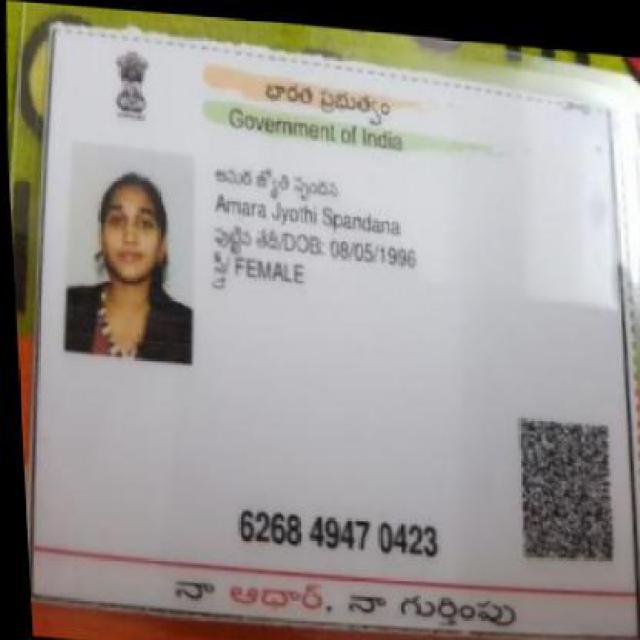 భారత ప్రభుత్వం
Government of India
అమర జ్యోతి స్పందన
Amara Jyothi Spandana
పుట్టిన తేదీ/DOB: 08/05/1996
స్త్రీ/ FEMALE
6268 4947 0423
నా ఆధార్, నా గుర్తింపు